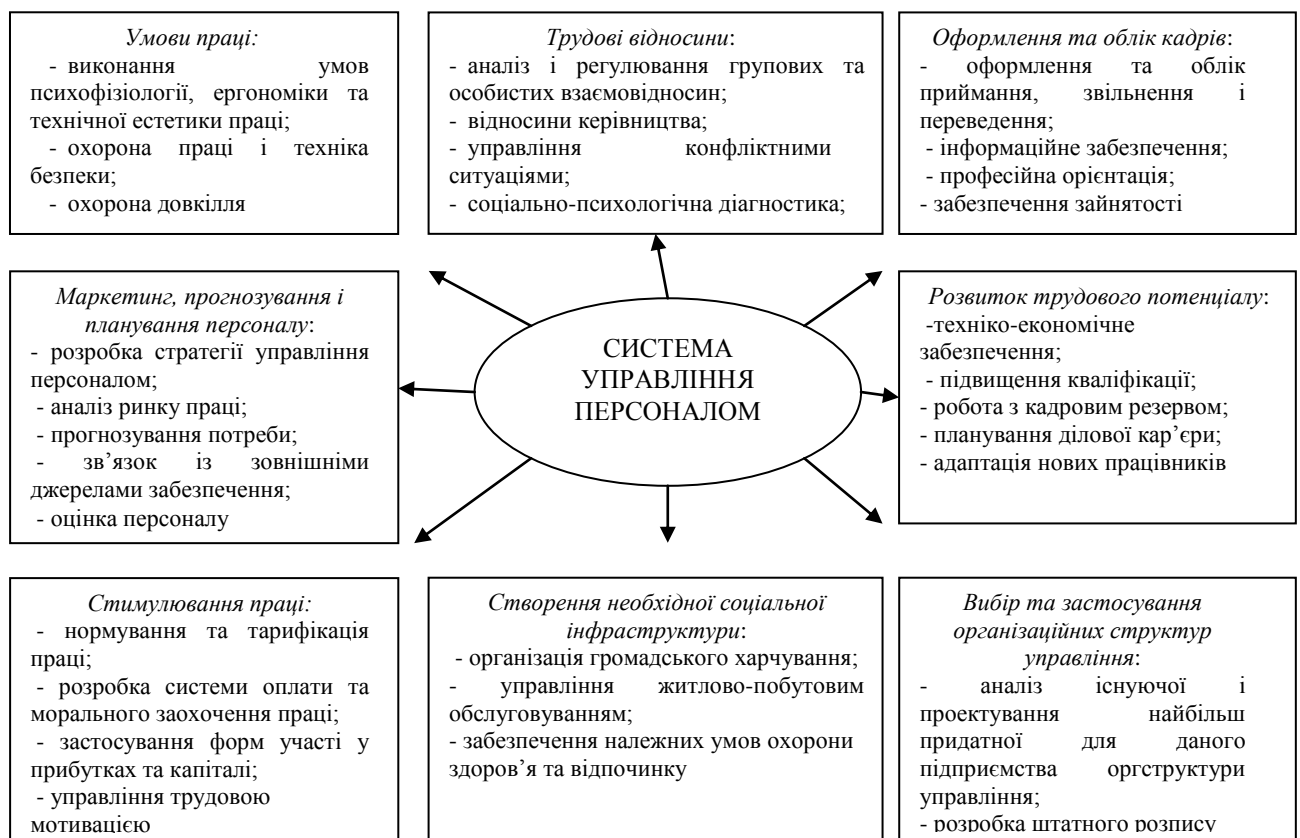 Умови праці:
- виконання умов
психофізіології, ергономіки та
технічної естетики праці;
- охорона праці і техніка
безпеки;
- охорона довкілля
Трудові відносини:
- аналіз і регулювання групових та
особистих взаємовідносин;
- відносини керівництва;
- управління конфліктними
ситуаціями;
- соціально-психологічна діагностика;
Оформлення та облік кадрів:
- оформлення та облік
приймання, звільнення і
переведення;
- інформаційне забезпечення;
- професійна орієнтація;
- забезпечення зайнятості
Маркетинг, прогнозування і
планування персоналу:
- розробка стратегії управління
персоналом;
- аналіз ринку праці;
- прогнозування потреби;
- зв’язок із зовнішніми
джерелами забезпечення;
- оцінка персоналу
СИСТЕМА
УПРАВЛІННЯ
ПЕРСОНАЛОМ
Розвиток трудового потенціалу:
-техніко-економічне
забезпечення;
- підвищення кваліфікації;
- робота з кадровим резервом;
- планування ділової кар’єри;
- адаптація нових працівників
Стимулювання праці:
- нормування та тарифікація
праці;
- розробка системи оплати та
морального заохочення праці;
- застосування форм участі у
прибутках та капіталі;
- управління трудовою
мотивацією
Створення необхідної соціальної
інфраструктури:
- організація громадського харчування;
- управління житлово-побутовим
обслуговуванням;
- забезпечення належних умов охорони
здоров’я та відпочинку
Вибір та застосування
організаційних структур
управління:
- аналіз існуючої і
проектування найбільш
придатної для даного
підприємства оргструктури
управління;
- розробка штатного розпису